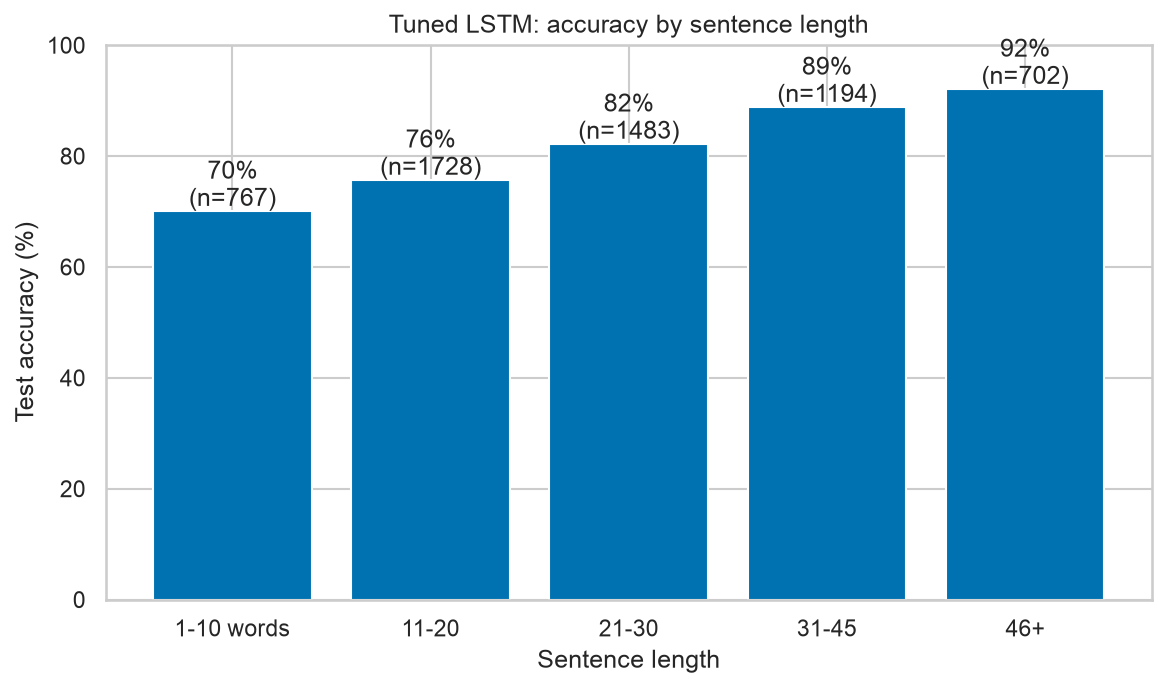 Tuned LSTM: accuracy by sentence length
Test accuracy (%)
100
80
60
40
20
0
70%
(n=767)
76%
(n=1728)
82%
(n=1483)
89%
(n=1194)
92%
(n=702)
1-10 words
11-20
21-30
31-45
46+
Sentence length